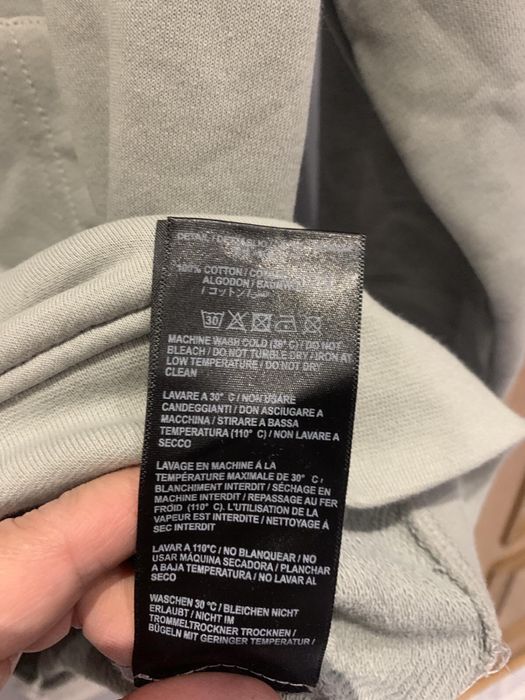 100% COTTON /
ALGODON /
/ コットン /
30
MACHINE WASH COLD (30° C) / DO NOT
BLEACH / DO NOT TUMBLE DRY / IRON AT
LOW TEMPERATURE / DO NOT DRY
CLEAN
LAVARE A 30° C / NON USARE
CANDEGGIANTI / DON ASCIUGARE A
MACCHINA / STIRARE A BASSA
TEMPERATURA (110° C) / NON LAVARE A
SECCO
LAVAGE EN MACHINE Á LA
TEMPÉRATURE MAXIMALE DE 30° C /
BLANCHIMENT INTERDIT / SÉCHAGE EN
MACHINE INTERDIT / REPASSAGE AU FER
FROID (110° C). L'UTILISATION DE LA
VAPEUR EST INTERDITE / NETTOYAGE Á
SEC INTERDIT
LAVAR A 110°C / NO BLANQUEAR / NO
USAR MÁQUINA SECADORA / PLANCHAR
A BAJA TEMPERATURA / NO LAVAR AL
SECO
WASCHEN 30 °C / BLEICHEN NICHT
ERLAUBT / NICHT IM
TROMMELTROCKNER TROCKNEN /
BÜGELN MIT GERINGER TEMPERATUR /